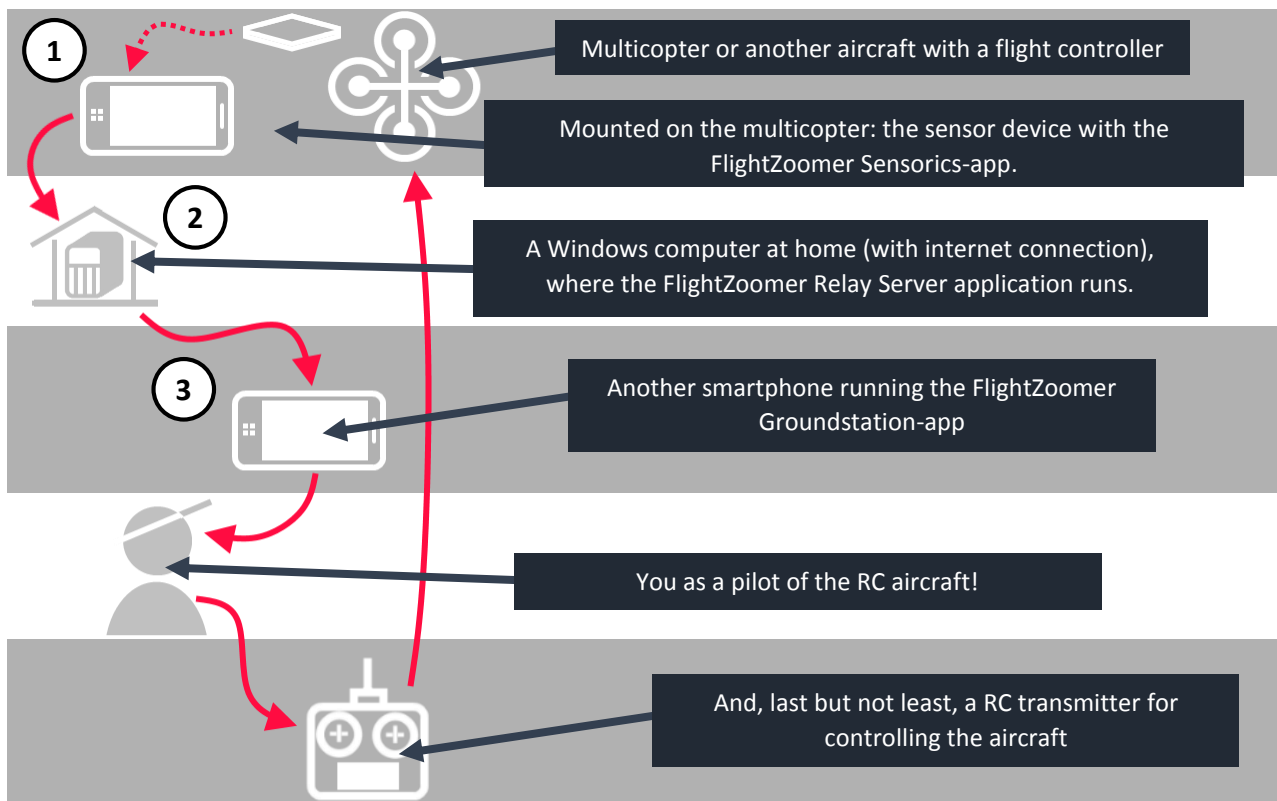 1
Multicopter or another aircraft with a flight controller
Mounted on the multicopter: the sensor device with the
FlightZoomer Sensorics-app.
2
A Windows computer at home (with internet connection),
where the FlightZoomer Relay Server application runs.
3
Another smartphone running the FlightZoomer
Groundstation-app
You as a pilot of the RC aircraft!
And, last but not least, a RC transmitter for
controlling the aircraft